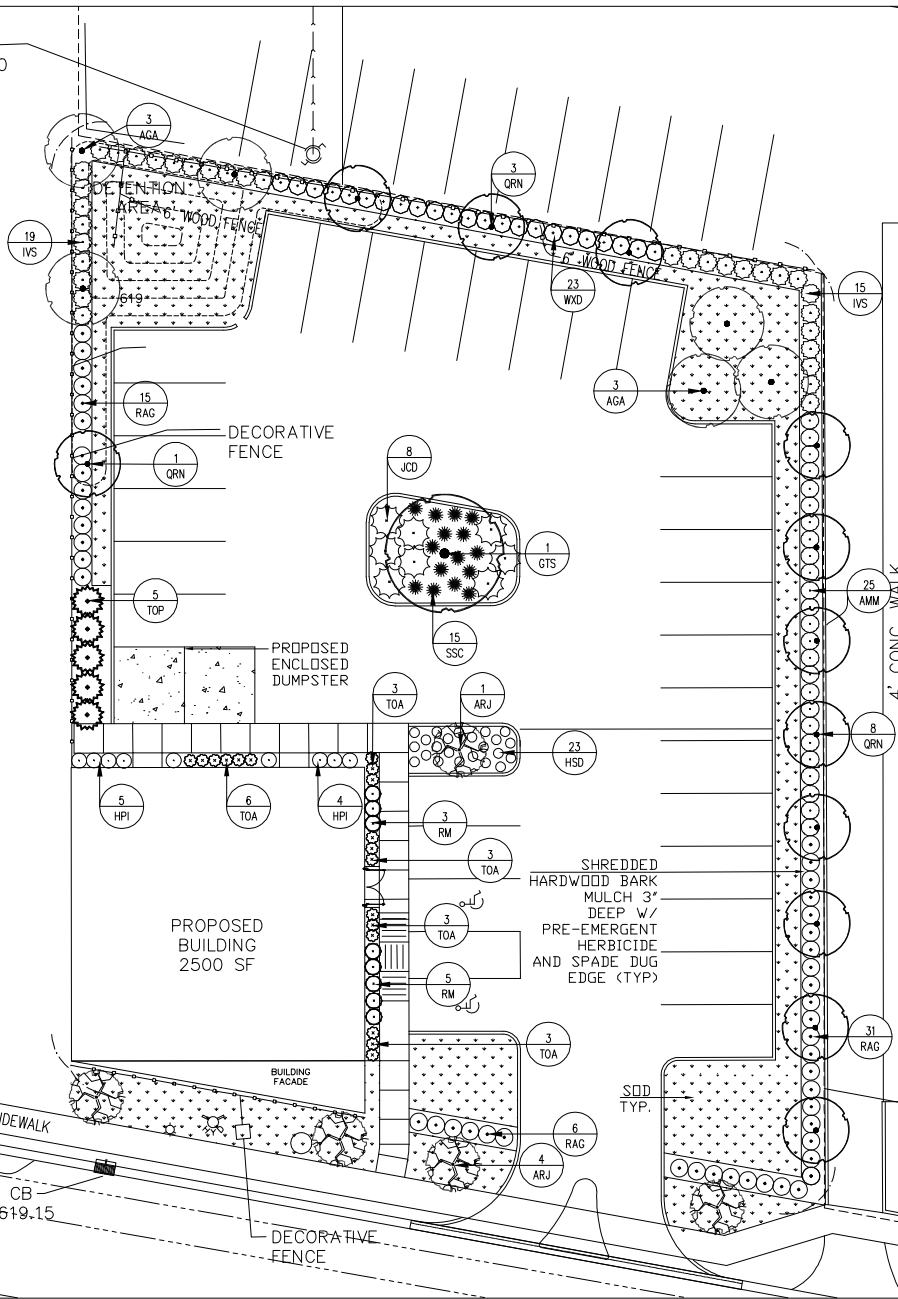 0
3
AGA
3
QRN
DETENTION
AREA
6' WOOD FENCE
19
IVS
6' WOOD FENCE
23
WXD
15
IVS
619
3
AGA
15
RAG
DECORATIVE
FENCE
8
JCD
1
QRN
1
GTS
25
AMM
4' CONC. WALK
5
TOP
15
SSC
PROPOSED
ENCLOSED
DUMPSTER
3
TOA
1
ARJ
8
QRN
23
HSD
5
HPI
6
TOA
4
HPI
3
RM
3
TOA
SHREDDED
HARDWOOD BARK
MULCH 3"
DEEP W/
PRE-EMERGENT
HERBICIDE
AND SPADE DUG
EDGE (TYP)
PROPOSED
BUILDING
2500 SF
3
TOA
5
RM
31
RAG
3
TOA
BUILDING
FACADE
SOD
TYP.
IDEWALK
6
RAG
4
ARJ
CB
619.15
DECORATIVE
FENCE